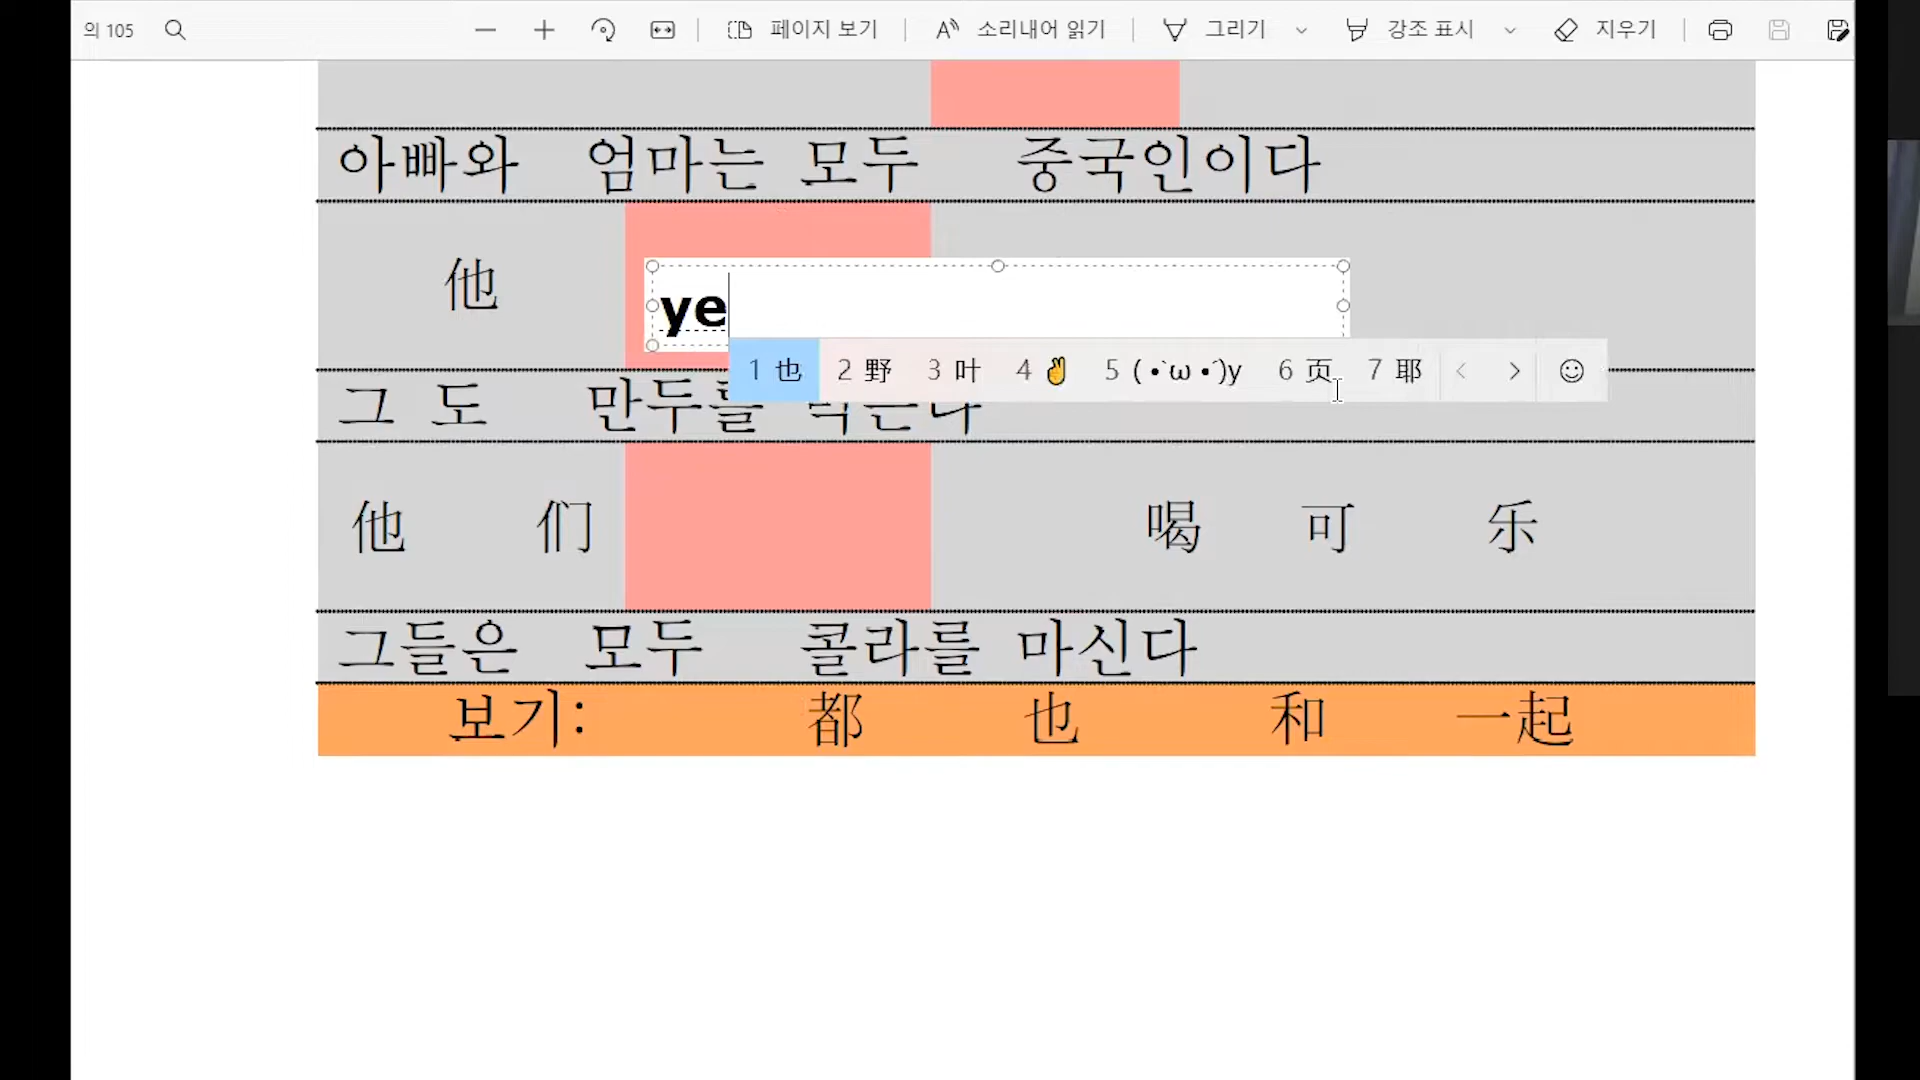 의 105 페이지 보기 소리내어 읽기 그리기 강조 표시 지우기
아빠와 엄마는 모두 중국인이다
他
ye
1 也 2 野 3 叶 4 ✌ 5 ( •̀ ω •́ )y 6 页 7 耶
그 도 만두를
他 们 喝 可 乐
그들은 모두 콜라를 마신다
보기: 都 也 和 一起